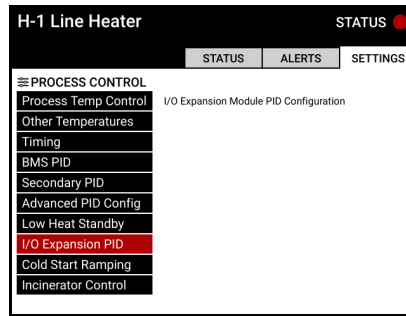 H-1 Line Heater
STATUS
STATUS ALERTS SETTINGS
PROCESS CONTROL
Process Temp Control
I/O Expansion Module PID Configuration
Other Temperatures
Timing
BMS PID
Secondary PID
Advanced PID Config
Low Heat Standby
I/O Expansion PID
Cold Start Ramping
Incinerator Control